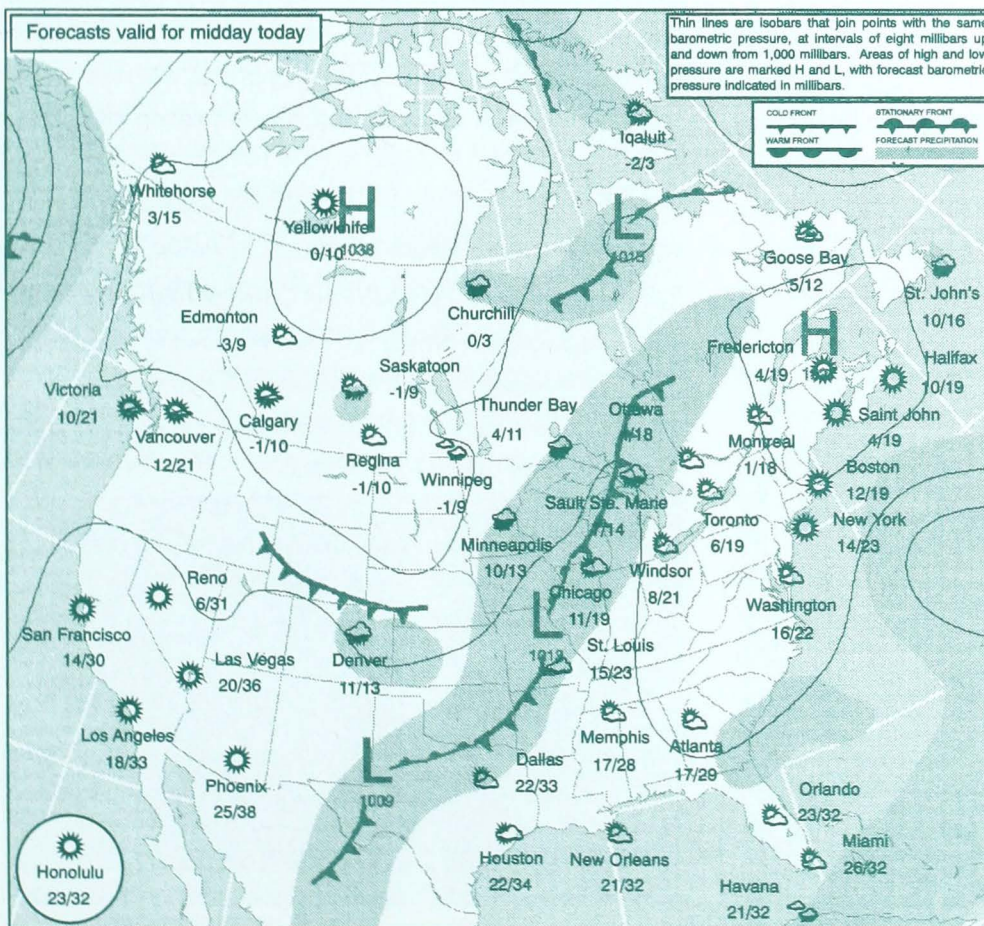 Forecasts valid for midday today
Thin lines are isobars that join points with the same
barometric pressure, at intervals of eight millibars up
and down from 1,000 millibars. Areas of high and low
pressure are marked H and L, with forecast barometric
pressure indicated in millibars.
COLD FRONT
STATIONARY FRONT
WARM FRONT
FORECAST PRECIPITATION
Iqaluit
-2/3
Whitehorse
3/15
H
Yellowknife
0/10
1038
L
1015
Goose Bay
5/12
St. John's
10/16
Churchill
0/3
Edmonton
-3/9
H
Fredericton
4/19
Halifax
10/19
Saskatoon
-1/9
Victoria
10/21
Vancouver
12/21
Calgary
-1/10
Thunder Bay
4/11
Ottawa
/18
Saint John
4/19
Montreal
1/18
Regina
-1/10
Winnipeg
-1/9
Boston
12/19
Sault Ste. Marie
/14
Toronto
6/19
New York
14/23
Minneapolis
10/13
Windsor
8/21
Reno
6/31
Chicago
11/19
Washington
16/22
San Francisco
14/30
L
Denver
11/13
St. Louis
15/23
Las Vegas
20/36
Los Angeles
18/33
Memphis
17/28
Atlanta
17/29
Phoenix
25/38
L
1009
Dallas
22/33
Orlando
23/32
Honolulu
23/32
Houston
22/34
New Orleans
21/32
Miami
26/32
Havana
21/32